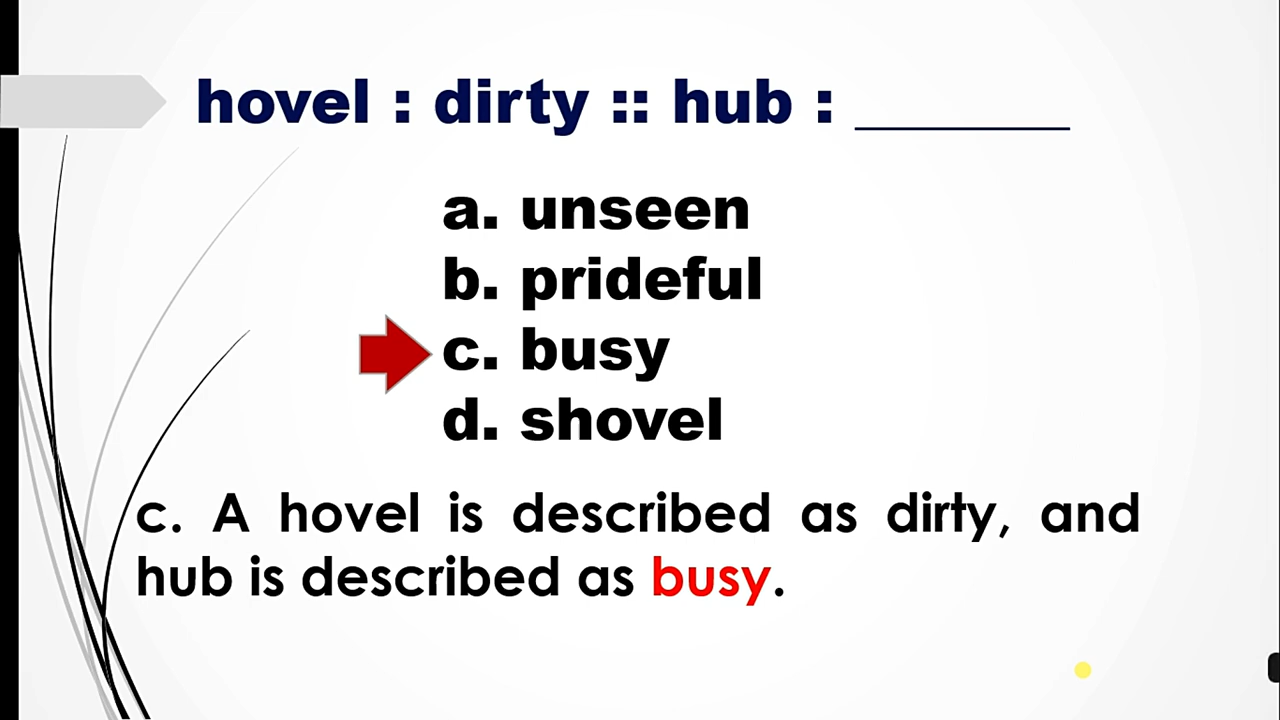 hovel : dirty :: hub : ________
a. unseen
b. prideful
c. busy
d. shovel
c. A hovel is described as dirty, and
hub is described as busy.